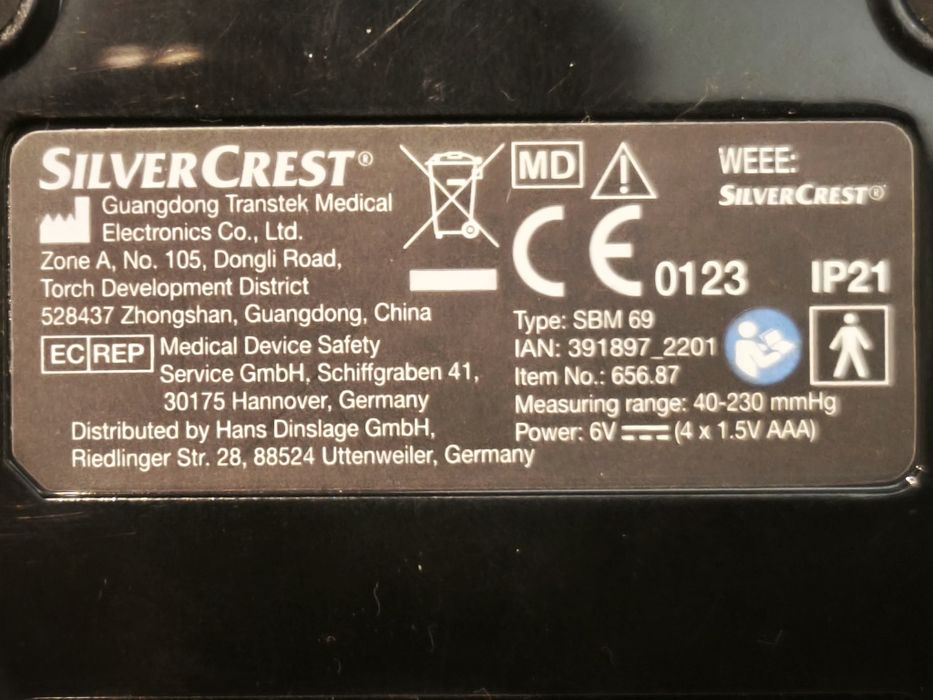 SILVERCREST®
Guangdong Transtek Medical
Electronics Co., Ltd.
Zone A, No. 105, Dongli Road,
Torch Development District
528437 Zhongshan, Guangdong, China
EC REP Medical Device Safety
Service GmbH, Schiffgraben 41,
30175 Hannover, Germany
Distributed by Hans Dinslage GmbH,
Riedlinger Str. 28, 88524 Uttenweiler, Germany
MD
WEEE:
SILVERCREST®
CE 0123
IP21
Type: SBM 69
IAN: 391897_2201
Item No.: 656.87
Measuring range: 40-230 mmHg
Power: 6V ⎓ (4 x 1.5V AAA)